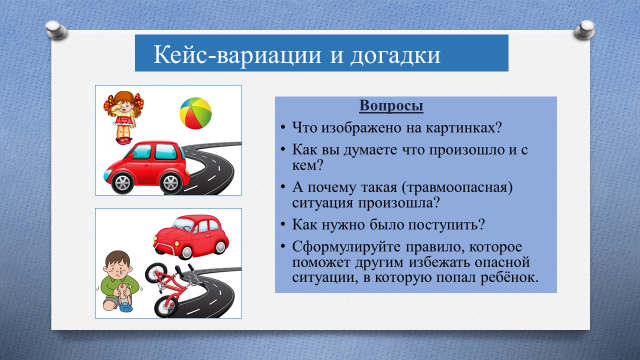 Кейс-вариации и догадки
Вопросы
• Что изображено на картинках?
• Как вы думаете что произошло и с
кем?
• А почему такая (травмоопасная)
ситуация произошла?
• Как нужно было поступить?
• Сформулируйте правило, которое
поможет другим избежать опасной
ситуации, в которую попал ребёнок.